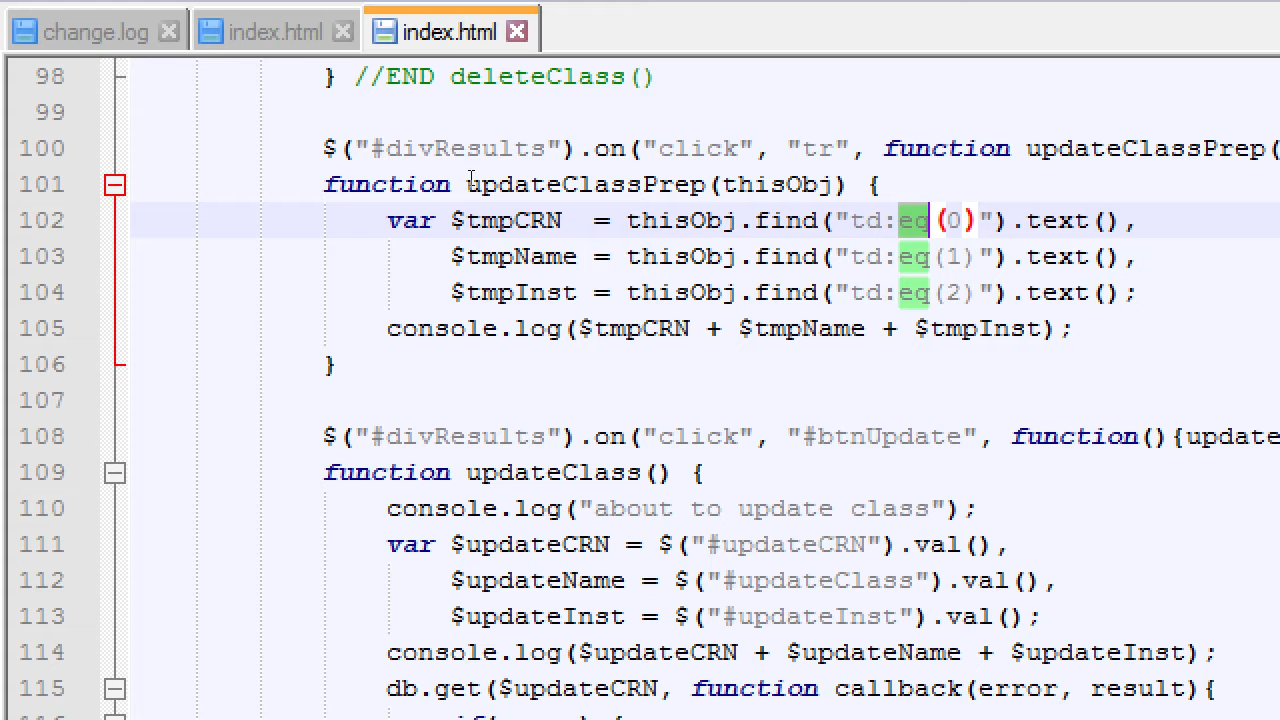 change.log index.html index.html
98 } //END deleteClass()
99
100 $("#divResults").on("click", "tr", function updateClassPrep(
101 function updateClassPrep(thisObj) {
102 var $tmpCRN  = thisObj.find("td:eq(0)").text(),
103 $tmpName = thisObj.find("td:eq(1)").text(),
104 $tmpInst = thisObj.find("td:eq(2)").text();
105 console.log($tmpCRN + $tmpName + $tmpInst);
106 }
107
108 $("#divResults").on("click", "#btnUpdate", function(){update
109 function updateClass() {
110 console.log("about to update class");
111 var $updateCRN = $("#updateCRN").val(),
112 $updateName = $("#updateClass").val(),
113 $updateInst = $("#updateInst").val();
114 console.log($updateCRN + $updateName + $updateInst);
115 db.get($updateCRN, function callback(error, result){